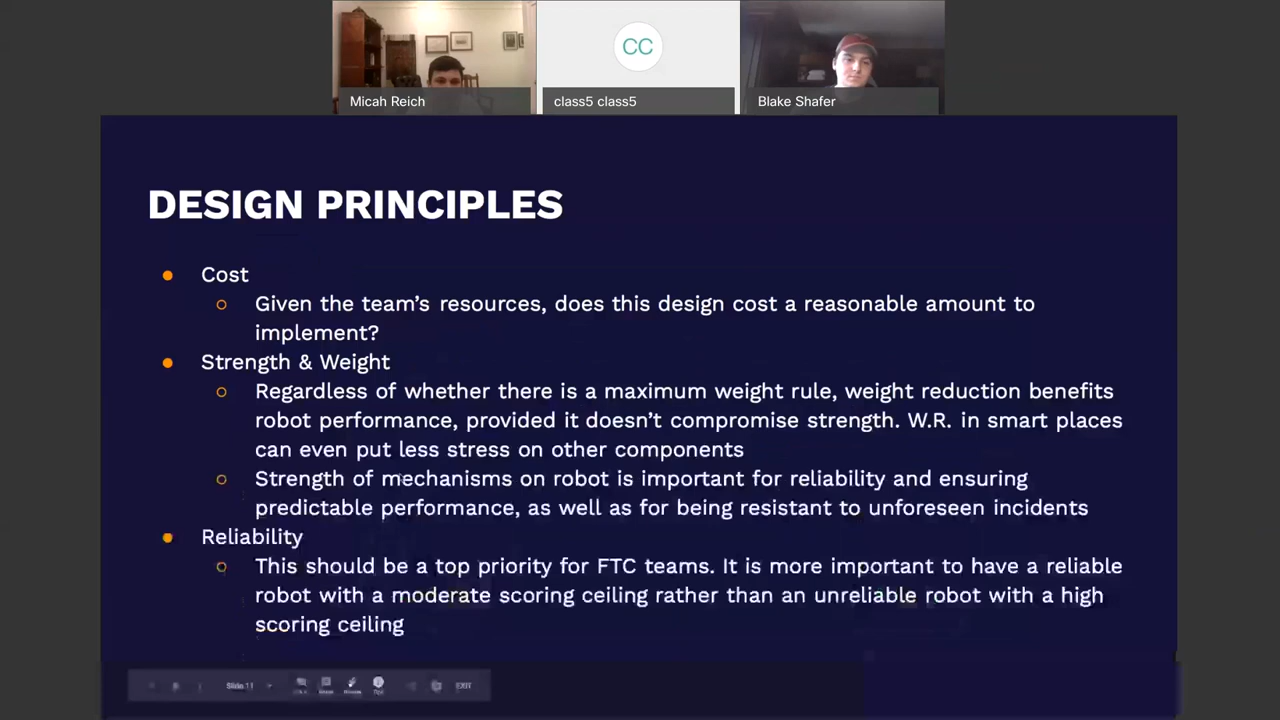 CC
Micah Reich
class5 class5
Blake Shafer
DESIGN PRINCIPLES
Cost
Given the team's resources, does this design cost a reasonable amount to
implement?
Strength & Weight
Regardless of whether there is a maximum weight rule, weight reduction benefits
robot performance, provided it doesn't compromise strength. W.R. in smart places
can even put less stress on other components
Strength of mechanisms on robot is important for reliability and ensuring
predictable performance, as well as for being resistant to unforeseen incidents
Reliability
This should be a top priority for FTC teams. It is more important to have a reliable
robot with a moderate scoring ceiling rather than an unreliable robot with a high
scoring ceiling
Slide 11
EXIT